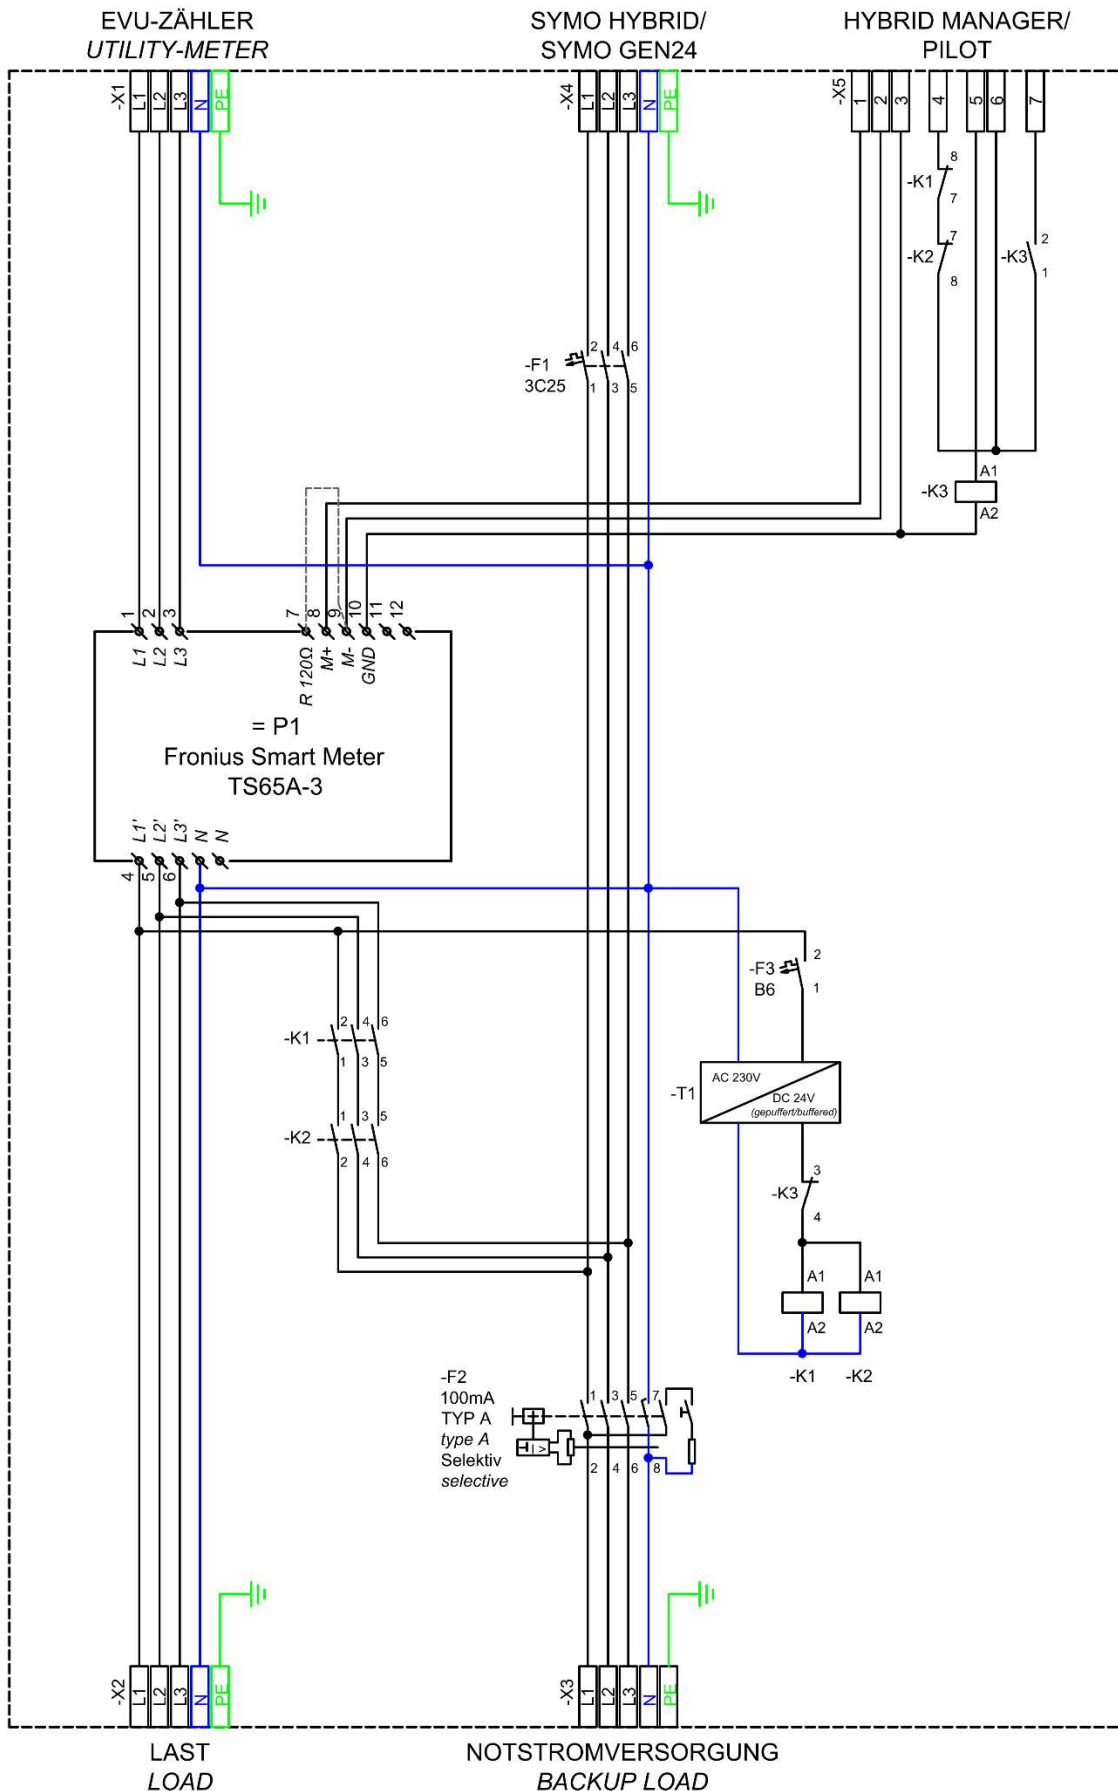 EVU-ZÄHLER
UTILITY-METER
SYMO HYBRID/
SYMO GEN24
HYBRID MANAGER/
PILOT
-X1 L1 L2 L3 N PE
-X4 L1 L2 L3 N PE
-X5 1 2 3 4 5 6 7
8
-K1
7
7
-K2
8
2
-K3
1
2 4 6
-F1
3C25
1 3 5
A1
-K3
A2
1 2 3
7 8 9 10 11 12
L1 L2 L3
R 120Ω M+ M- GND
= P1
Fronius Smart Meter
TS65A-3
L1' L2' L3' N N
4 5 6
2
-F3
B6
1
2 4 6
-K1
1 3 5
AC 230V
-T1
DC 24V
(gepuffert/buffered)
1 3 5
-K2
2 4 6
3
-K3
4
A1 A1
A2 A2
-K1 -K2
-F2
100mA
TYP A
type A
Selektiv
selective
1 3 5 7
I >
2 4 6 8
-X2 L1 L2 L3 N PE
-X3 L1 L2 L3 N PE
LAST
LOAD
NOTSTROMVERSORGUNG
BACKUP LOAD